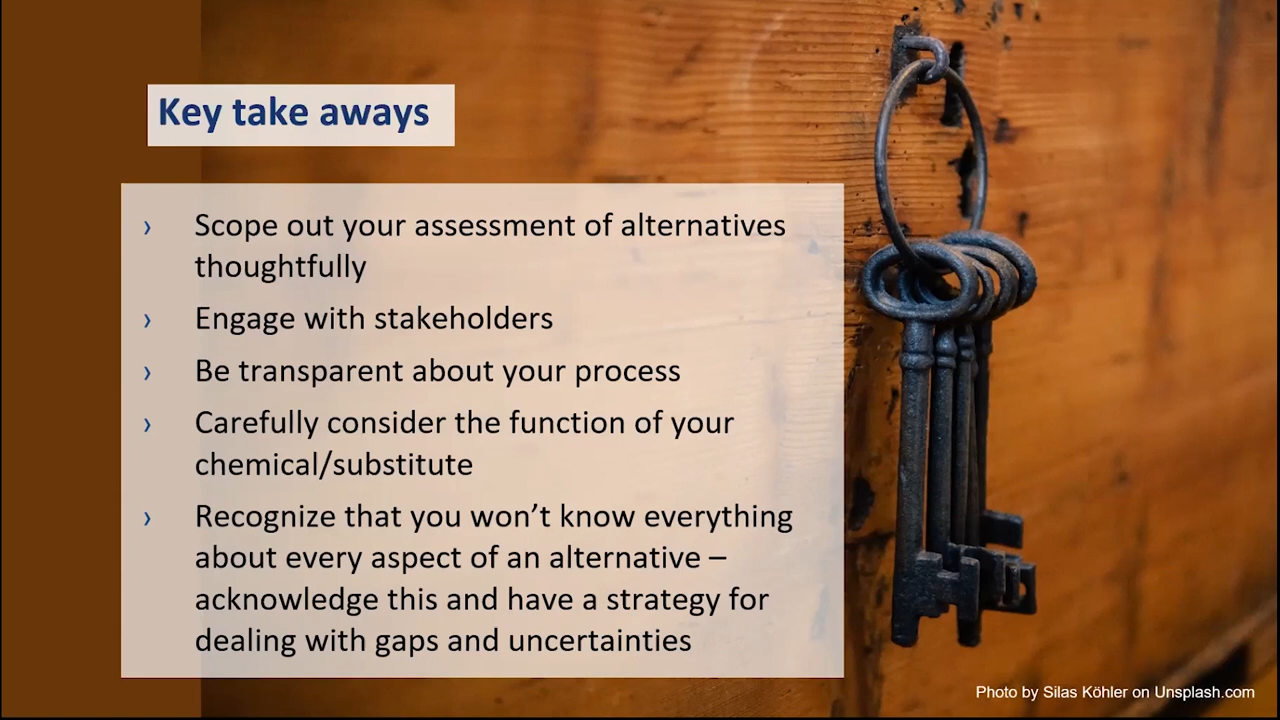 Key take aways
› Scope out your assessment of alternatives
thoughtfully
› Engage with stakeholders
› Be transparent about your process
› Carefully consider the function of your
chemical/substitute
› Recognize that you won’t know everything
about every aspect of an alternative –
acknowledge this and have a strategy for
dealing with gaps and uncertainties
Photo by Silas Köhler on Unsplash.com